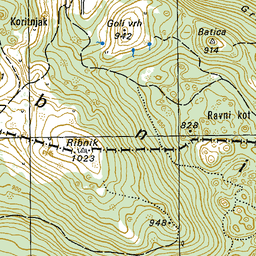 Koritnjak
Goli vrh
942
Batica
914
b
n
i
Ravni kot
828
Ribnik
1023
948